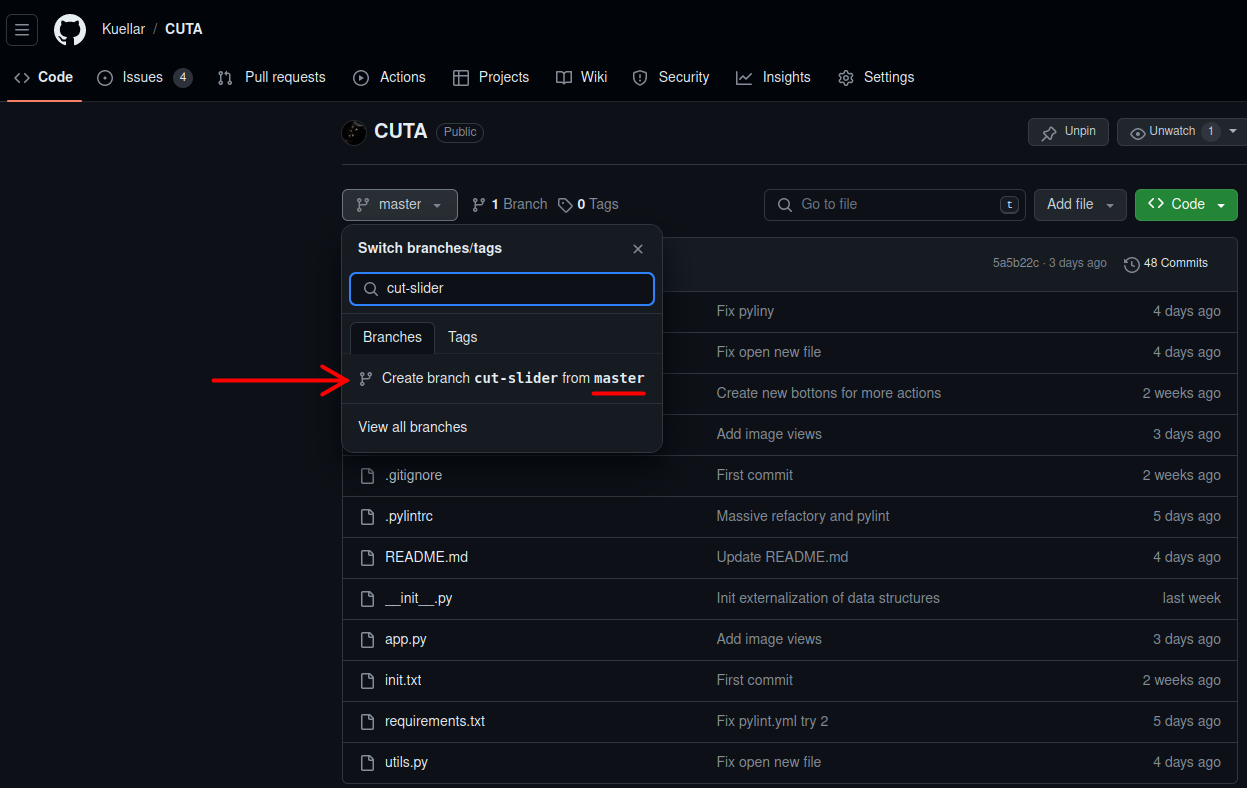 Kuellar / CUTA
Code Issues 4 Pull requests Actions Projects Wiki Security Insights Settings
CUTA Public Unpin Unwatch 1
master 1 Branch 0 Tags Go to file t Add file Code
Switch branches/tags
5a5b22c · 3 days ago 48 Commits
cut-slider
Fix pyliny 4 days ago
Branches Tags
Fix open new file 4 days ago
Create branch cut-slider from master
Create new bottons for more actions 2 weeks ago
View all branches
Add image views 3 days ago
.gitignore First commit 2 weeks ago
.pylintrc Massive refactory and pylint 5 days ago
README.md Update README.md 4 days ago
__init__.py Init externalization of data structures last week
app.py Add image views 3 days ago
init.txt First commit 2 weeks ago
requirements.txt Fix pylint.yml try 2 5 days ago
utils.py Fix open new file 4 days ago